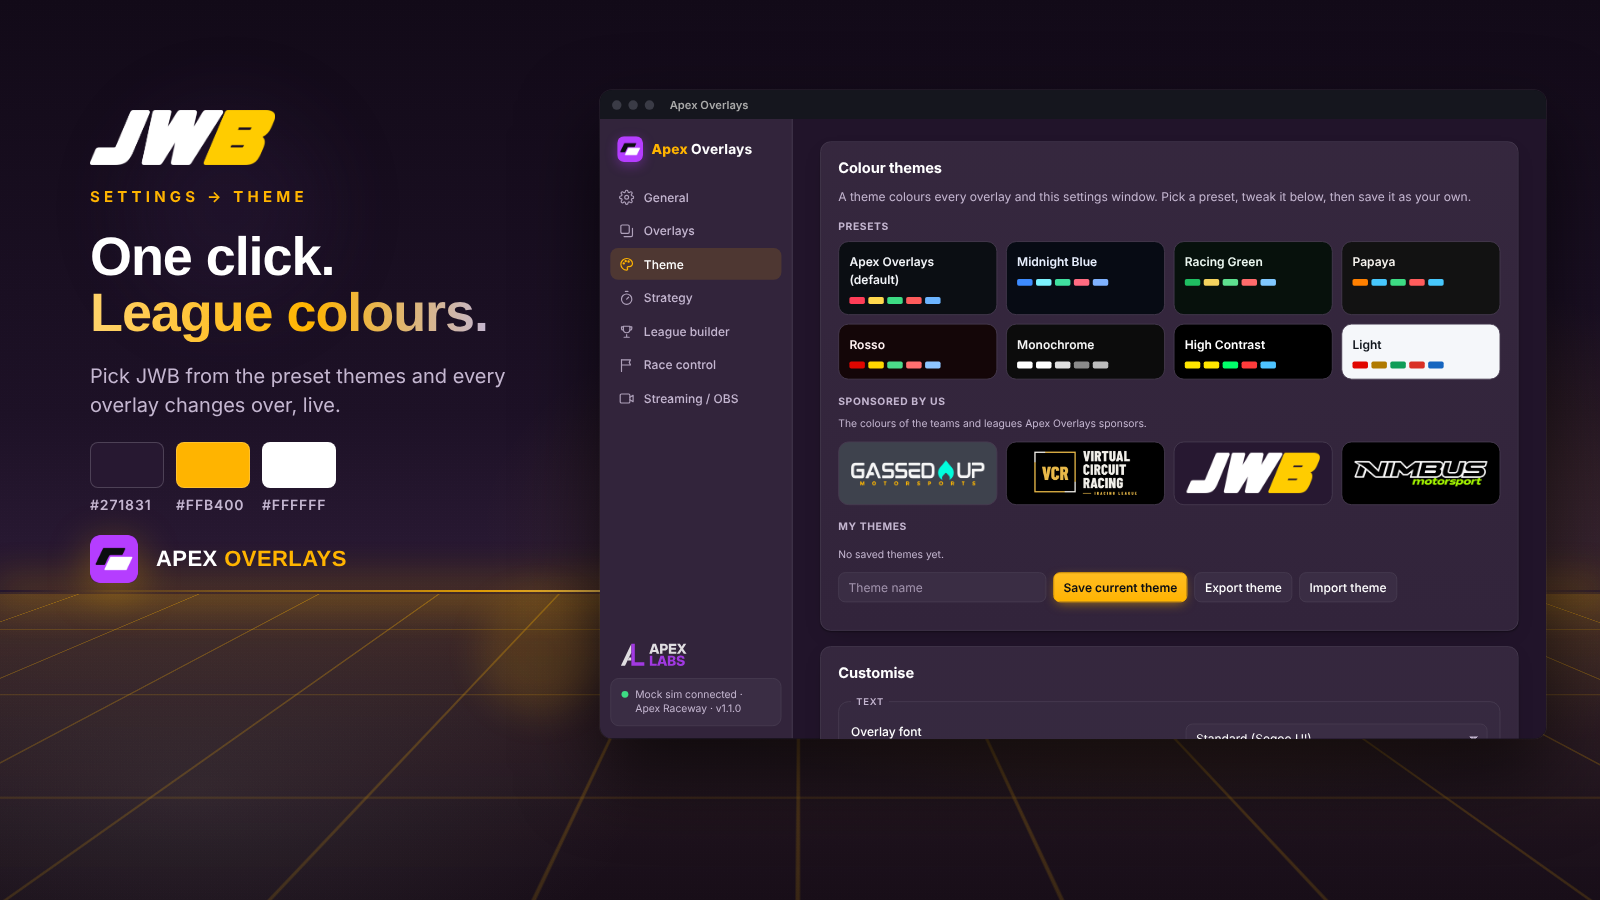 JWB
SETTINGS → THEME
One click.
League colours.
Pick JWB from the preset themes and every
overlay changes over, live.
#271831 #FFB400 #FFFFFF
APEX OVERLAYS
Apex Overlays
Apex Overlays
General
Overlays
Theme
Strategy
League builder
Race control
Streaming / OBS
APEX
LABS
Mock sim connected ·
Apex Raceway · v1.1.0
Colour themes
A theme colours every overlay and this settings window. Pick a preset, tweak it below, then save it as your own.
PRESETS
Apex Overlays
(default)
Midnight Blue
Racing Green
Papaya
Rosso
Monochrome
High Contrast
Light
SPONSORED BY US
The colours of the teams and leagues Apex Overlays sponsors.
GASSED UP
MOTORSPORTS
VCR
VIRTUAL
CIRCUIT
RACING
IRACING LEAGUE
JWB
NIMBUS
motorsport
MY THEMES
No saved themes yet.
Theme name
Save current theme
Export theme
Import theme
Customise
TEXT
Overlay font
Standard (Segoe UI)